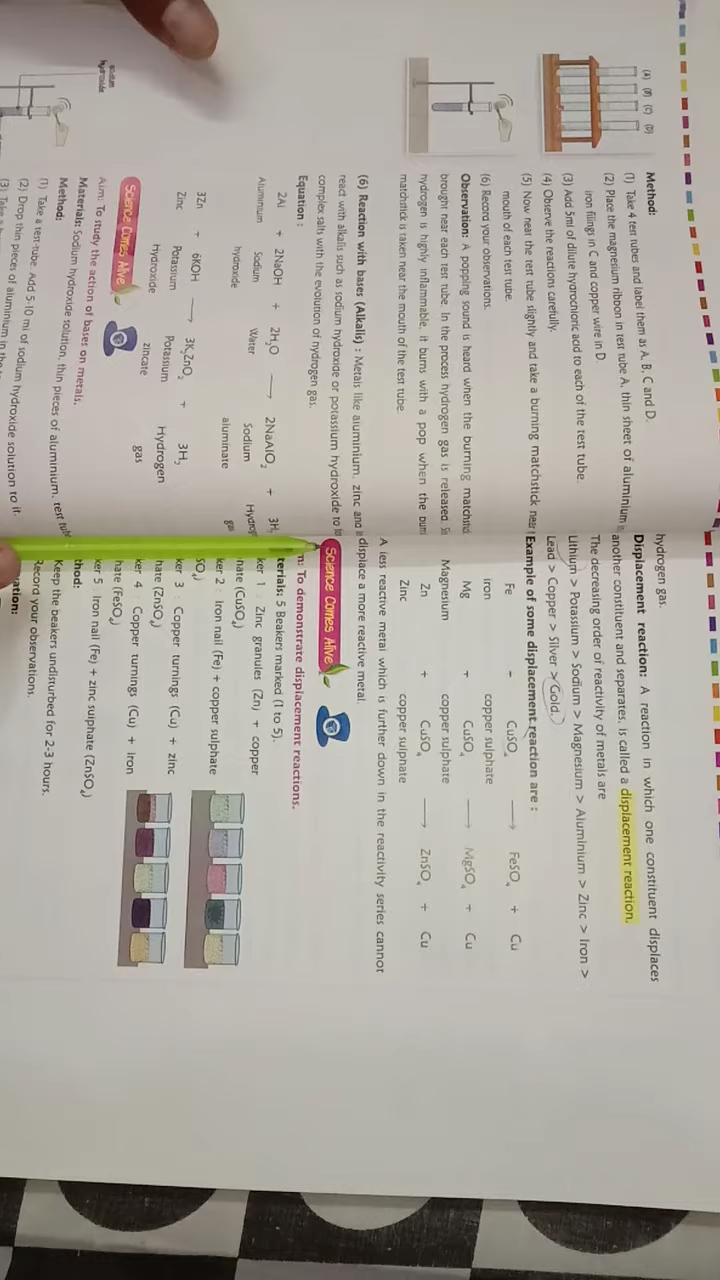 (A) (B) (C) (D)
Method:
(1) Take 4 test tubes and label them as A, B, C and D.
(2) Place the magnesium ribbon in test tube A, thin sheet of aluminium
iron filings in C and copper wire in D
(3) Add 5ml of dilute hydrochloric acid to each of the test tube.
(4) Observe the reactions carefully.
(5) Now heat the test tube slightly and take a burning matchstick near
mouth of each test tube.
(6) Record your observations.
Observation: A popping sound is heard when the burning
brought near each test tube. In the process hydrogen gas is released.
hydrogen is highly inflammable, it burns with a pop when the
matchstick is taken near the mouth of the test tube.
(6) Reaction with bases (Alkalis) : Metals like aluminium, zinc and
react with alkalis such as sodium hydroxide or potassium hydroxide to
complex salts with the evolution of hydrogen gas.
Equation :
2Al + 2NaOH + 2H₂O ⟶ 2NaAlO₂ + 3H₂
Aluminium Sodium Water Sodium
hydroxide aluminate
3Zn + 6KOH ⟶ 3K₂ZnO₂ + 3H₂
Zinc Potassium Potassium Hydrogen
Hydroxide zincate gas
Science Comes Alive
Aim: To study the action of bases on metals.
Materials: Sodium hydroxide solution, thin pieces of aluminium, test
Method:
(1) Take a test tube. Add 5-10 ml of sodium hydroxide solution to it.
(2) Drop thin pieces of aluminium in the
(3) Take a
sodium
hydroxide
hydrogen gas.
Displacement reaction: A reaction in which one constituent displaces
another constituent and separates, is called a displacement reaction.
The decreasing order of reactivity of metals are
Lithium > Potassium > Sodium > Magnesium > Aluminium > Zinc > Iron >
Lead > Copper > Silver > Gold.
Example of some displacement reaction are :
Fe + CuSO₄ ⟶ FeSO₄ + Cu
iron copper sulphate
Mg + CuSO₄ ⟶ MgSO₄ + Cu
Magnesium copper sulphate
Zn + CuSO₄ ⟶ ZnSO₄ + Cu
Zinc copper sulphate
A less reactive metal which is further down in the reactivity series cannot
displace a more reactive metal.
Science Comes Alive
m: To demonstrate displacement reactions.
terials: 5 Beakers marked (1 to 5).
ker 1 : Zinc granules (Zn) + copper
hate (CuSO₄)
ker 2 : Iron nail (Fe) + copper sulphate
SO₄)
ker 3 : Copper turnings (Cu) + zinc
hate (ZnSO₄)
ker 4 : Copper turnings (Cu) + iron
hate (FeSO₄)
ker 5 : Iron nail (Fe) + zinc sulphate (ZnSO₄)
thod:
Keep the beakers undisturbed for 2-3 hours.
Record your observations.
vation: